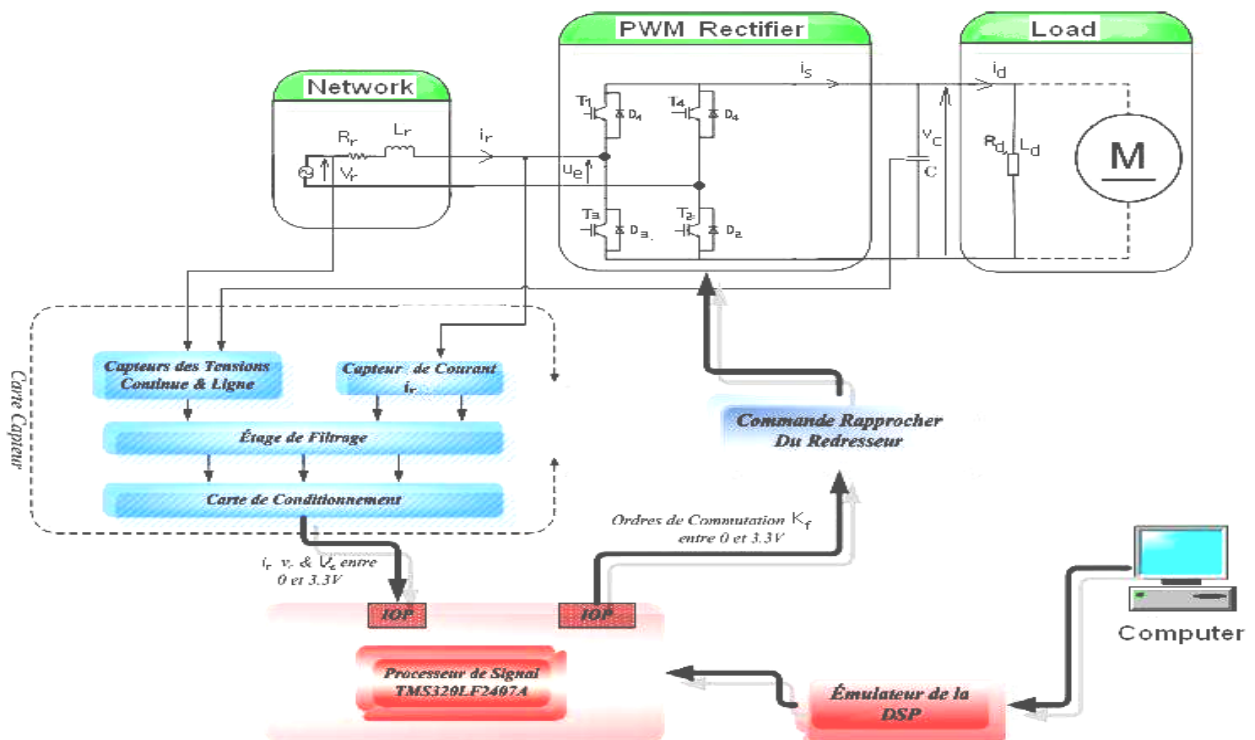 PWM Rectifier
Load
Network
Rr
Lr
ir
Vr
ue
T1
D1
T4
D4
T3
D3
T2
D2
is
id
vc
C
Rd
Ld
M
Carte Capteur
Capteurs des Tensions
Continue & Ligne
Capteur de Courant
ir
Étage de Filtrage
Carte de Conditionnement
Commande Rapprocher
Du Redresseur
Ordres de Commutation Kf
entre 0 et 3.3V
entre
0 et 3.3V
IOP
IOP
Processeur de Signal
TMS320LF2407A
Émulateur de la
DSP
Computer